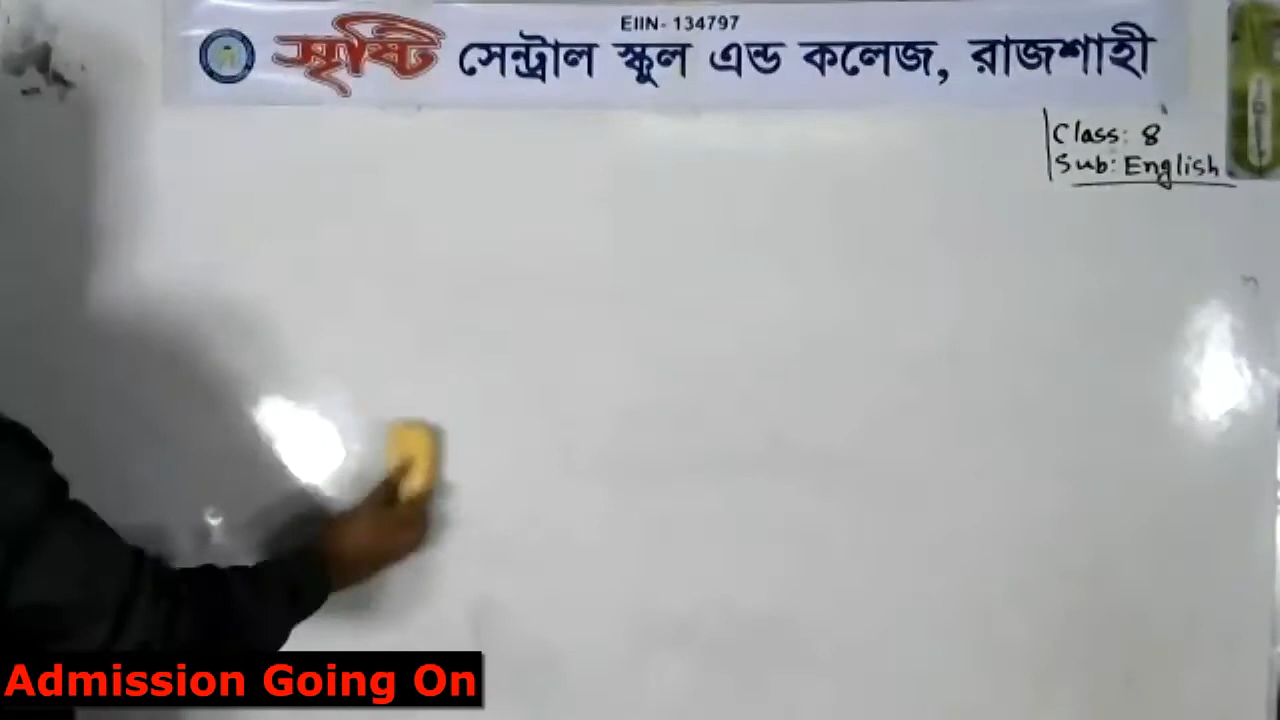 EIIN- 134797
সৃষ্টি সেন্ট্রাল স্কুল এন্ড কলেজ, রাজশাহী
Class: 8
Sub: English
Admission Going On